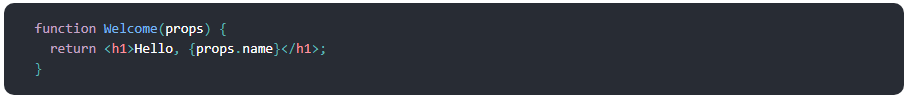 function Welcome(props) {
  return <h1>Hello, {props.name}</h1>;
}